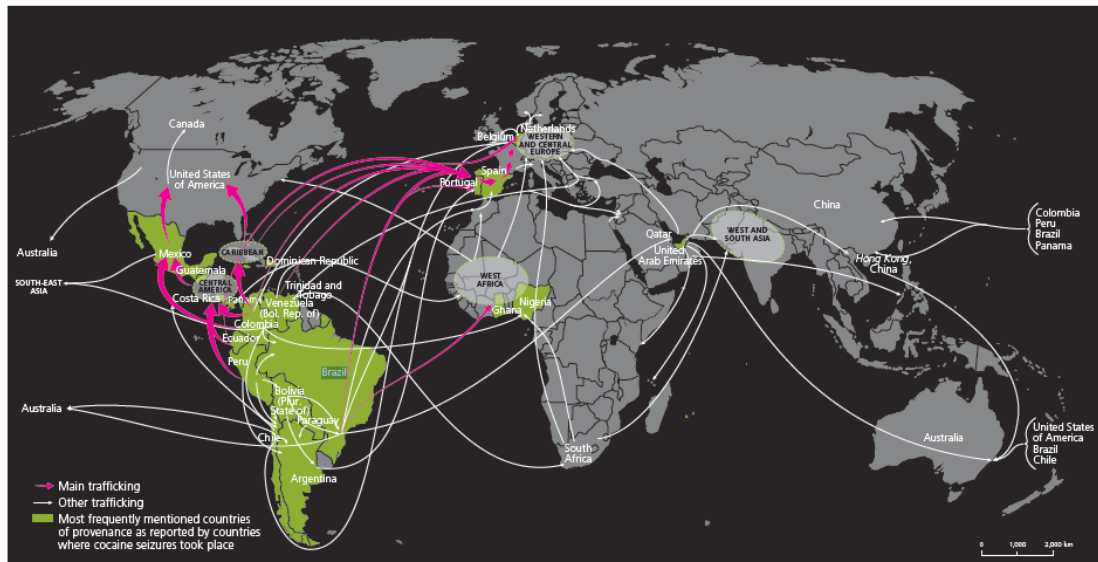 Canada
United States
of America
Australia
Mexico
SOUTH-EAST
ASIA
Guatemala
CARIBBEAN
Dominican Republic
CENTRAL
AMERICA
Costa Rica
Panama
Trinidad and
Tobago
Venezuela
(Bol. Rep. of)
Colombia
Ecuador
Peru
Brazil
Bolivia
(Plur.
State of)
Paraguay
Australia
Chile
Argentina
Belgium
Netherlands
WESTERN
AND CENTRAL
EUROPE
Spain
Portugal
WEST
AFRICA
Ghana
Nigeria
South
Africa
Qatar
United
Arab Emirates
WEST AND
SOUTH ASIA
China
Hong Kong,
China
Colombia
Peru
Brazil
Panama
Australia
United States
of America
Brazil
Chile
Main trafficking
Other trafficking
Most frequently mentioned countries
of provenance as reported by countries
where cocaine seizures took place
0 1,000 2,000 km